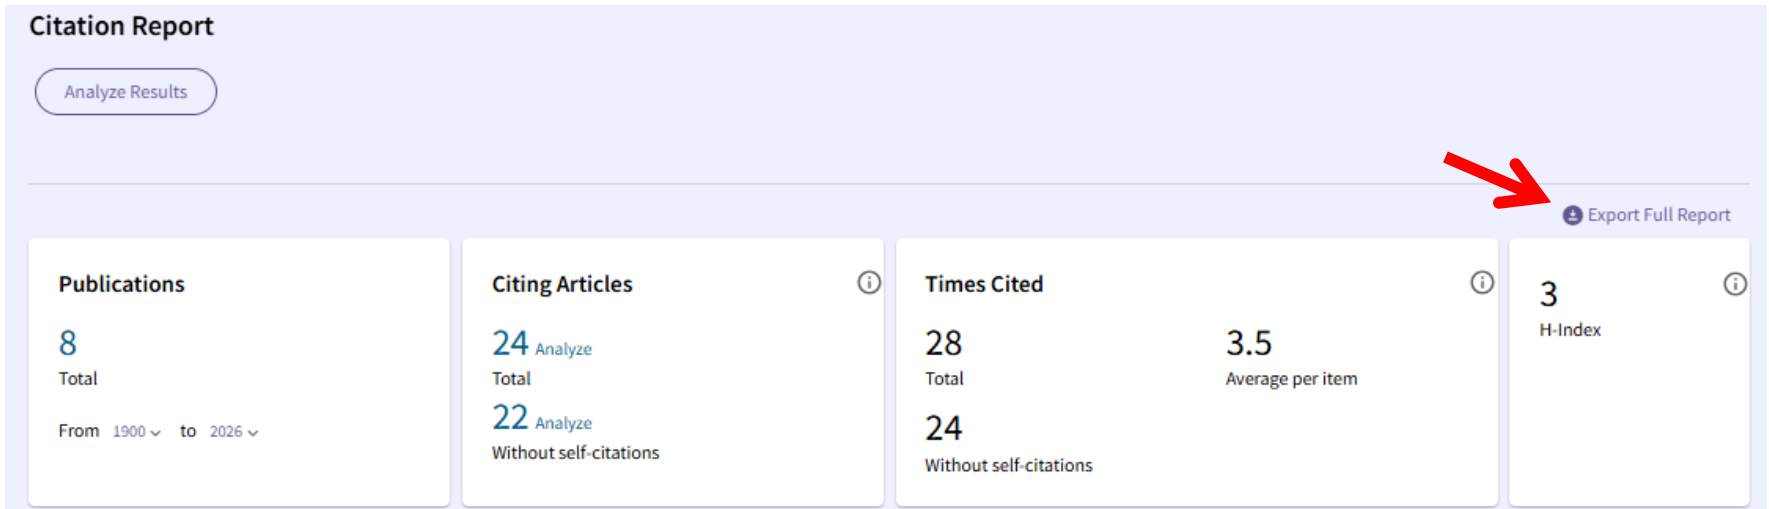 Citation Report
Analyze Results
Export Full Report
Publications
8
Total
From 1900 to 2026
Citing Articles
24 Analyze
Total
22 Analyze
Without self-citations
Times Cited
28
Total
3.5
Average per item
24
Without self-citations
3
H-Index